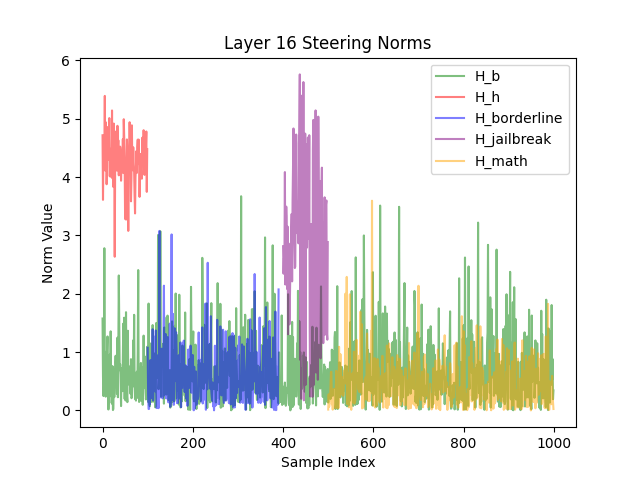 Layer 16 Steering Norms
H_b
H_h
H_borderline
H_jailbreak
H_math
Norm Value
6
5
4
3
2
1
0
0 200 400 600 800 1000
Sample Index